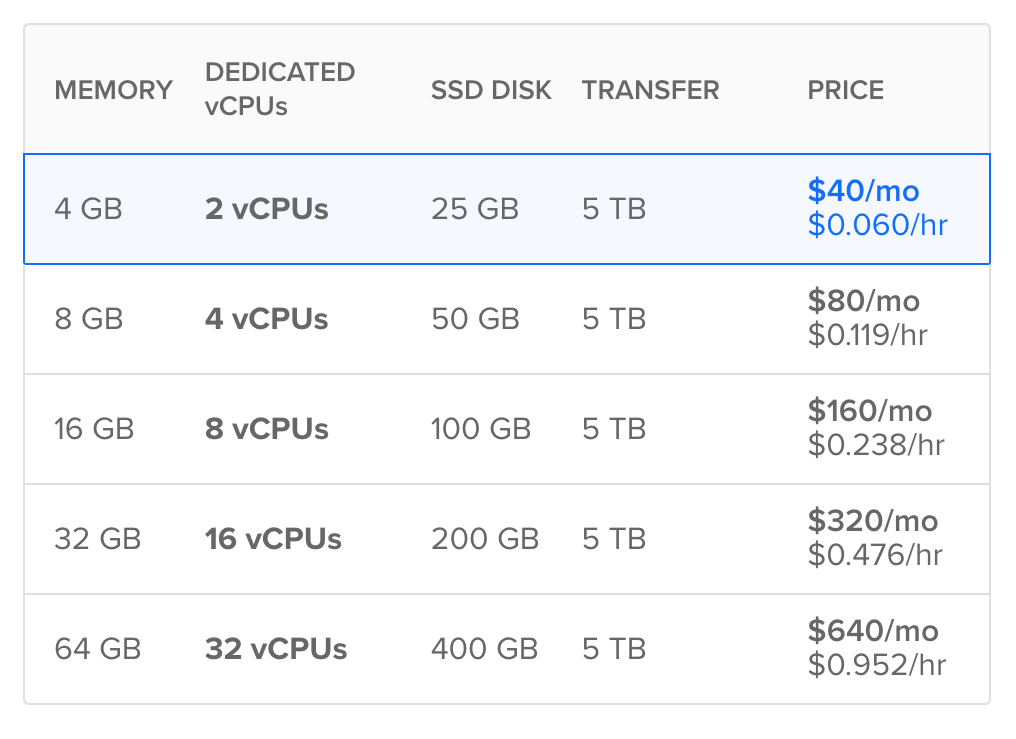 MEMORY DEDICATED vCPUs SSD DISK TRANSFER PRICE
4 GB 2 vCPUs 25 GB 5 TB $40/mo
$0.060/hr
8 GB 4 vCPUs 50 GB 5 TB $80/mo
$0.119/hr
16 GB 8 vCPUs 100 GB 5 TB $160/mo
$0.238/hr
32 GB 16 vCPUs 200 GB 5 TB $320/mo
$0.476/hr
64 GB 32 vCPUs 400 GB 5 TB $640/mo
$0.952/hr